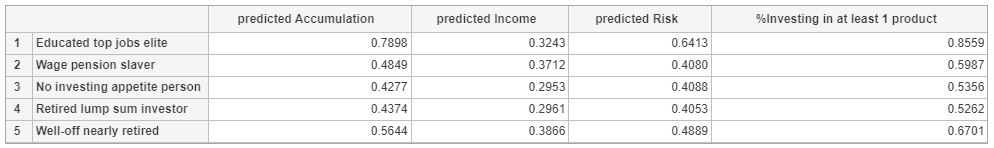 predicted Accumulation predicted Income predicted Risk %Investing in at least 1 product
1 Educated top jobs elite 0.7898 0.3243 0.6413 0.8559
2 Wage pension slaver 0.4849 0.3712 0.4080 0.5987
3 No investing appetite person 0.4277 0.2953 0.4088 0.5356
4 Retired lump sum investor 0.4374 0.2961 0.4053 0.5262
5 Well-off nearly retired 0.5644 0.3866 0.4889 0.6701